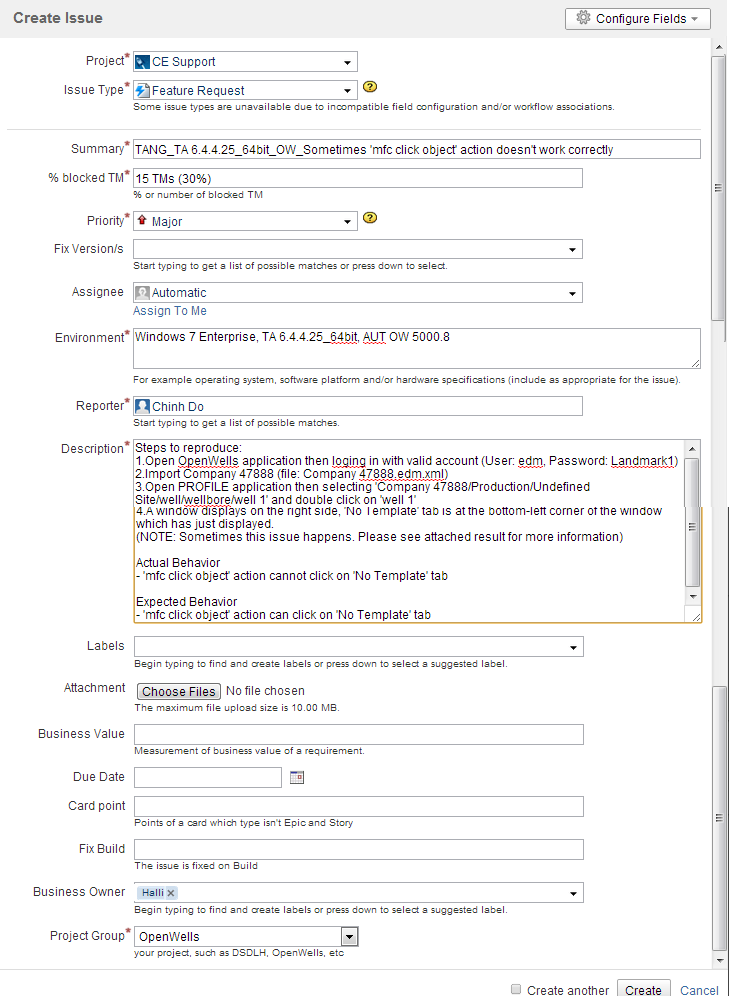 Create Issue
Configure Fields
Project* CE Support
Issue Type* Feature Request ?
Some issue types are unavailable due to incompatible field configuration and/or workflow associations.
Summary* TANG_TA 6.4.4.25_64bit_OW_Sometimes 'mfc click object' action doesn't work correctly
% blocked TM* 15 TMs (30%)
% or number of blocked TM
Priority* Major ?
Fix Version/s
Start typing to get a list of possible matches or press down to select.
Assignee Automatic
Assign To Me
Environment* Windows 7 Enterprise, TA 6.4.4.25_64bit, AUT OW 5000.8
For example operating system, software platform and/or hardware specifications (include as appropriate for the issue).
Reporter* Chinh Do
Start typing to get a list of possible matches.
Description* Steps to reproduce:
1.Open OpenWells application then loging in with valid account (User: edm, Password: Landmark1)
2.Import Company 47888 (file: Company 47888.edm.xml)
3.Open PROFILE application then selecting 'Company 47888/Production/Undefined
Site/well/wellbore/well 1' and double click on 'well 1'
4.A window displays on the right side, 'No Template' tab is at the bottom-left corner of the window
which has just displayed.
(NOTE: Sometimes this issue happens. Please see attached result for more information)
Actual Behavior
- 'mfc click object' action cannot click on 'No Template' tab
Expected Behavior
- 'mfc click object' action can click on 'No Template' tab
Labels
Begin typing to find and create labels or press down to select a suggested label.
Attachment Choose Files No file chosen
The maximum file upload size is 10.00 MB.
Business Value
Measurement of business value of a requirement.
Due Date
Card point
Points of a card which type isn't Epic and Story
Fix Build
The issue is fixed on Build
Business Owner Halli ×
Begin typing to find and create labels or press down to select a suggested label.
Project Group* OpenWells
your project, such as DSDLH, OpenWells, etc
Create another Create Cancel